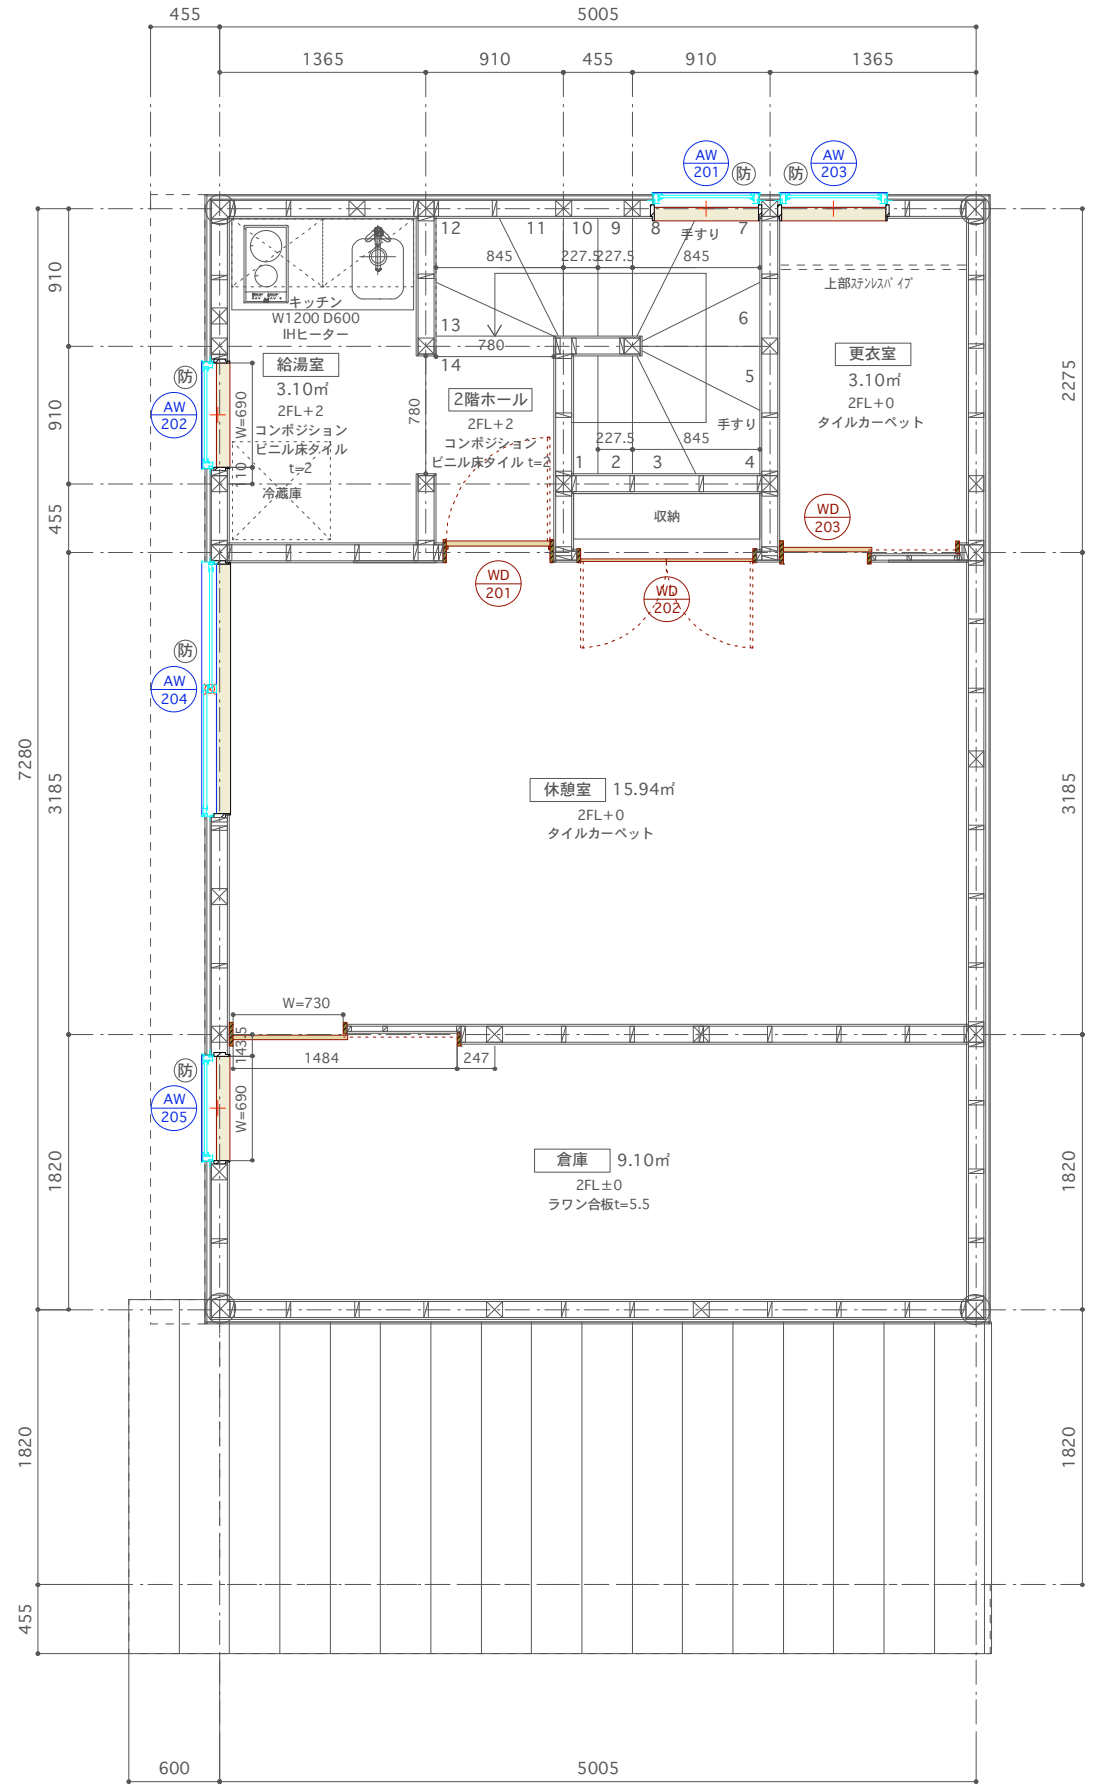 455
5005
1365
910
455
910
1365
AW
201
防
防
AW
203
12
11
10
9
8
7
手すり
845
227.5
227.5
845
910
上部ステンレスパイプ
キッチン
W1200 D600
IHヒーター
13
780
6
14
給湯室
3.10㎡
2FL+2
コンポジション
ビニル床タイル
t=2
冷蔵庫
防
AW
202
W=690
110
910
780
2階ホール
2FL+2
コンポジション
ビニル床タイル t=2
5
手すり
227.5
845
1
2
3
4
更衣室
3.10㎡
2FL+0
タイルカーペット
2275
455
収納
WD
203
WD
201
WD
202
防
AW
204
7280
3185
休憩室
15.94㎡
2FL+0
タイルカーペット
3185
W=730
143.5
1484
247
防
AW
205
W=690
1820
倉庫
9.10㎡
2FL±0
ラワン合板t=5.5
1820
1820
1820
455
600
5005